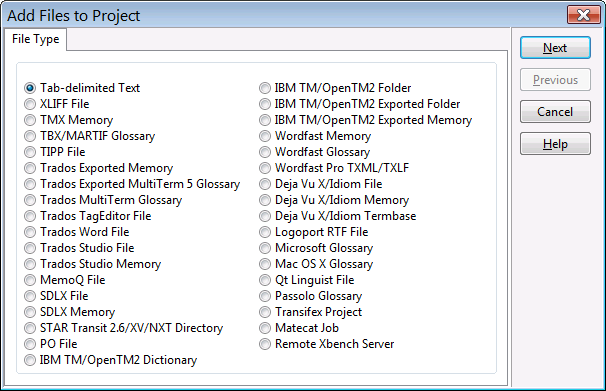 Add Files to Project
File Type
Tab-delimited Text
XLIFF File
TMX Memory
TBX/MARTIF Glossary
TIPP File
Trados Exported Memory
Trados Exported MultiTerm 5 Glossary
Trados MultiTerm Glossary
Trados TagEditor File
Trados Word File
Trados Studio File
Trados Studio Memory
MemoQ File
SDLX File
SDLX Memory
STAR Transit 2.6/XV/NXT Directory
PO File
IBM TM/OpenTM2 Dictionary
IBM TM/OpenTM2 Folder
IBM TM/OpenTM2 Exported Folder
IBM TM/OpenTM2 Exported Memory
Wordfast Memory
Wordfast Glossary
Wordfast Pro TXML/TXLF
Deja Vu X/Idiom File
Deja Vu X/Idiom Memory
Deja Vu X/Idiom Termbase
Logoport RTF File
Microsoft Glossary
Mac OS X Glossary
Qt Linguist File
Passolo Glossary
Transifex Project
Matecat Job
Remote Xbench Server
Next
Previous
Cancel
Help